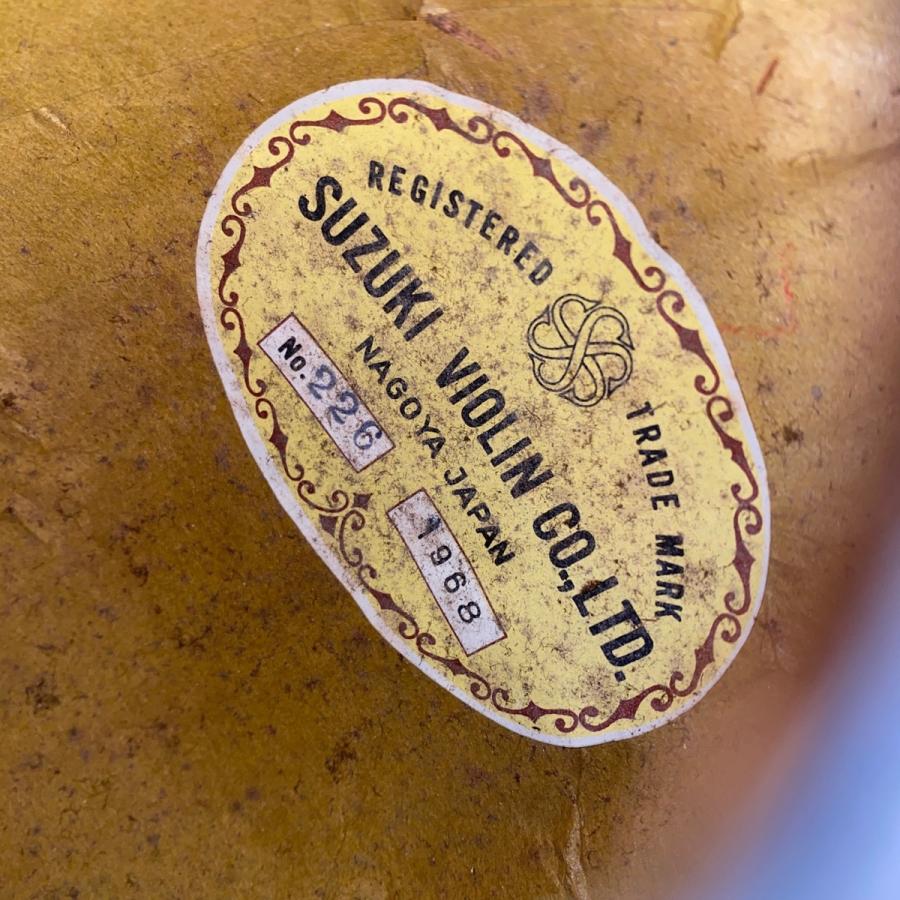 REGISTERED TRADE MARK
SUZUKI VIOLIN CO.,LTD.
NAGOYA JAPAN
No. 226
1968